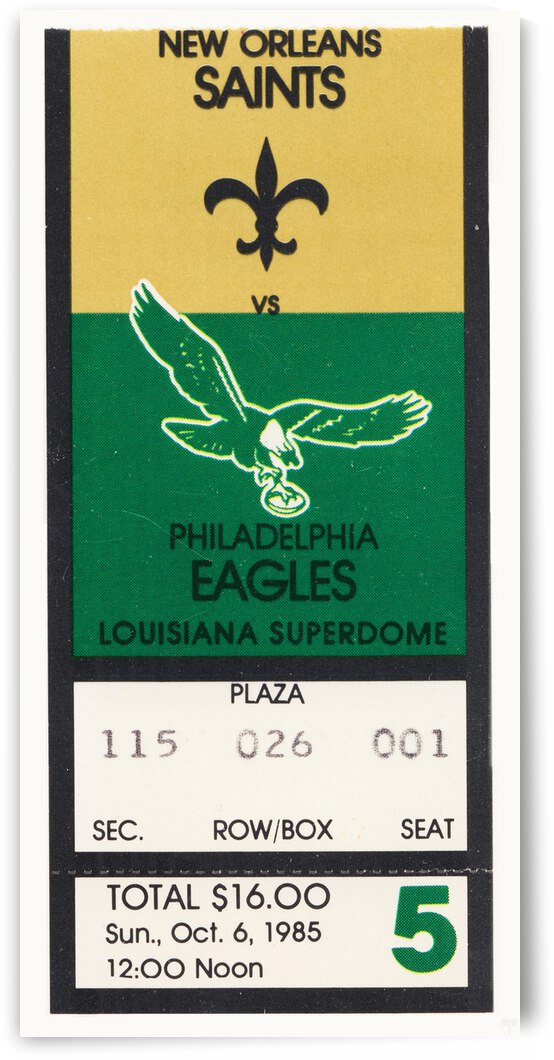 NEW ORLEANS
SAINTS
VS
PHILADELPHIA
EAGLES
LOUISIANA SUPERDOME
PLAZA
115 026 001
SEC. ROW/BOX SEAT
TOTAL $16.00
Sun., Oct. 6, 1985
12:00 Noon
5